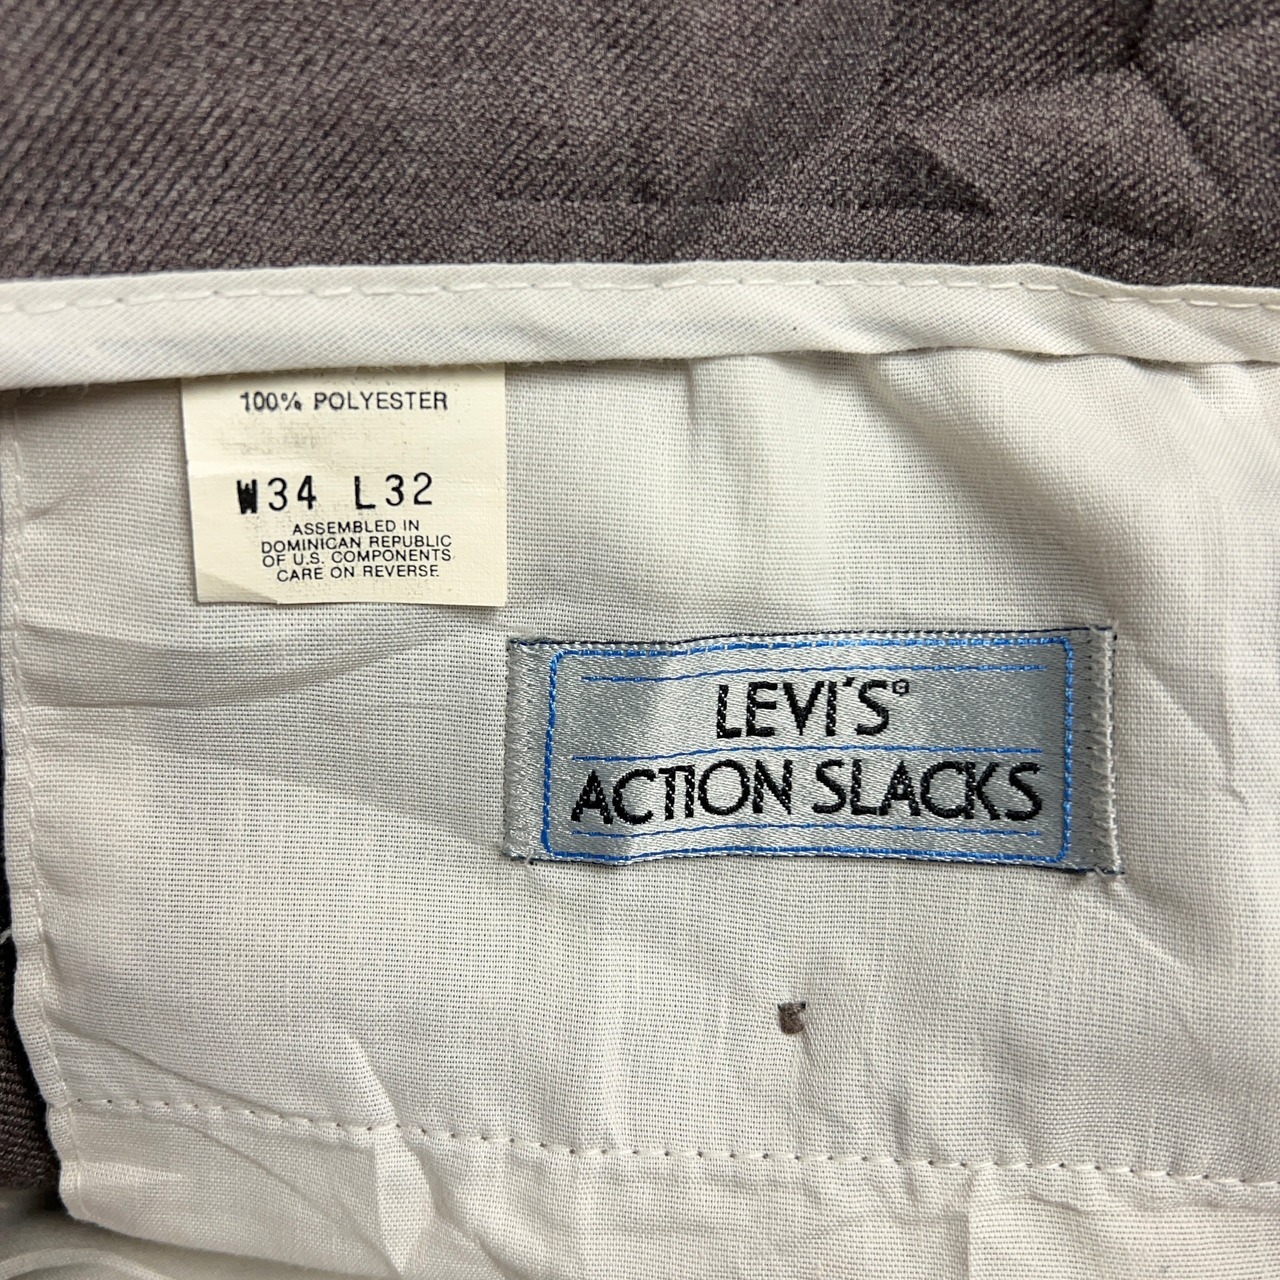 100% POLYESTER
W34 L32
ASSEMBLED IN
DOMINICAN REPUBLIC
OF U.S. COMPONENTS
CARE ON REVERSE
LEVI'S®
ACTION SLACKS